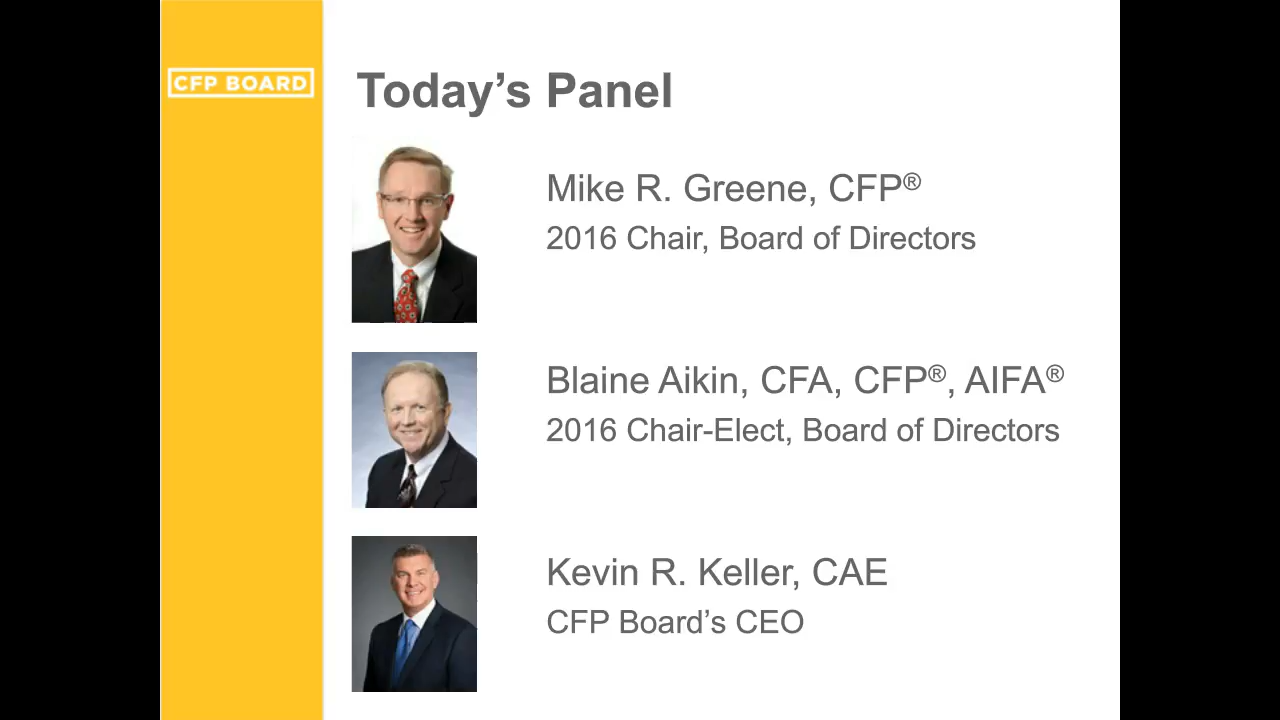 CFP BOARD
Today’s Panel
Mike R. Greene, CFP®
2016 Chair, Board of Directors
Blaine Aikin, CFA, CFP®, AIFA®
2016 Chair-Elect, Board of Directors
Kevin R. Keller, CAE
CFP Board’s CEO